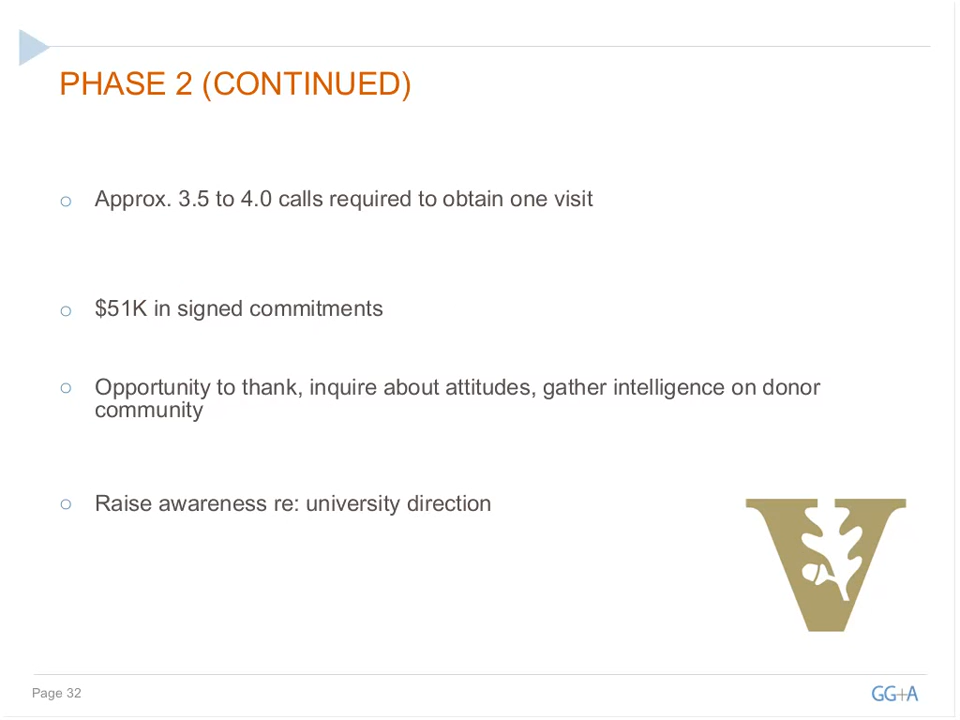 PHASE 2 (CONTINUED)
○ Approx. 3.5 to 4.0 calls required to obtain one visit
○ $51K in signed commitments
○ Opportunity to thank, inquire about attitudes, gather intelligence on donor
community
○ Raise awareness re: university direction
V
Page 32
GG+A